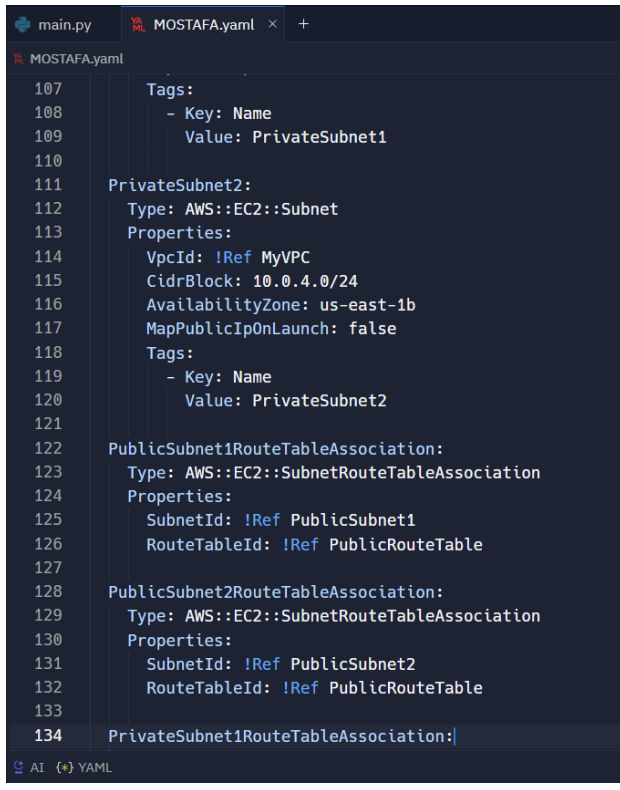 main.py
MOSTAFA.yaml × +
MOSTAFA.yaml
107 Tags:
108 - Key: Name
109 Value: PrivateSubnet1
110
111 PrivateSubnet2:
112 Type: AWS::EC2::Subnet
113 Properties:
114 VpcId: !Ref MyVPC
115 CidrBlock: 10.0.4.0/24
116 AvailabilityZone: us-east-1b
117 MapPublicIpOnLaunch: false
118 Tags:
119 - Key: Name
120 Value: PrivateSubnet2
121
122 PublicSubnet1RouteTableAssociation:
123 Type: AWS::EC2::SubnetRouteTableAssociation
124 Properties:
125 SubnetId: !Ref PublicSubnet1
126 RouteTableId: !Ref PublicRouteTable
127
128 PublicSubnet2RouteTableAssociation:
129 Type: AWS::EC2::SubnetRouteTableAssociation
130 Properties:
131 SubnetId: !Ref PublicSubnet2
132 RouteTableId: !Ref PublicRouteTable
133
134 PrivateSubnet1RouteTableAssociation:
AI {*} YAML